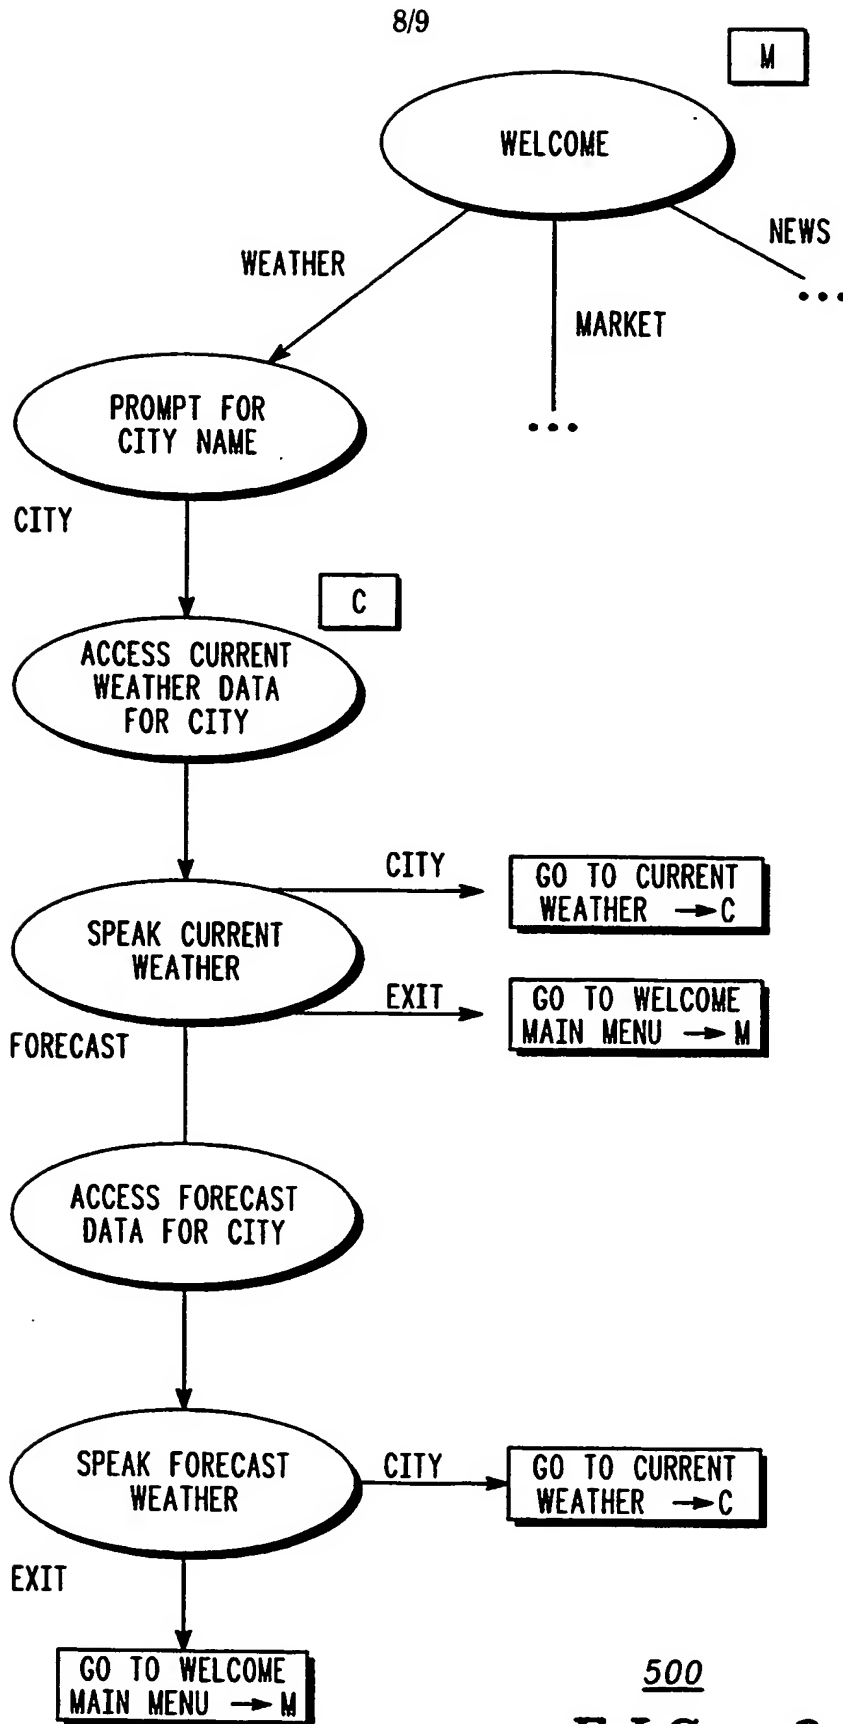 8/9
M
WELCOME
NEWS
WEATHER
MARKET
...
...
PROMPT FOR
CITY NAME
CITY
C
ACCESS CURRENT
WEATHER DATA
FOR CITY
CITY
GO TO CURRENT
WEATHER → C
SPEAK CURRENT
WEATHER
EXIT
GO TO WELCOME
MAIN MENU → M
FORECAST
ACCESS FORECAST
DATA FOR CITY
SPEAK FORECAST
WEATHER
CITY
GO TO CURRENT
WEATHER → C
EXIT
GO TO WELCOME
MAIN MENU → M
500